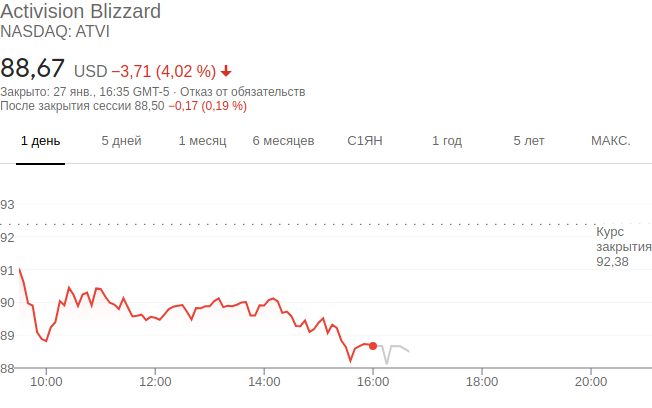 Activision Blizzard
NASDAQ: ATVI
88,67 USD −3,71 (4,02 %)
Закрыто: 27 янв., 16:35 GMT-5 · Отказ от обязательств
После закрытия сессии 88,50 −0,17 (0,19 %)
1 день 5 дней 1 месяц 6 месяцев С1ЯН 1 год 5 лет МАКС.
93
Курс
закрытия
92,38
92
91
90
89
88
10:00 12:00 14:00 16:00 18:00 20:00